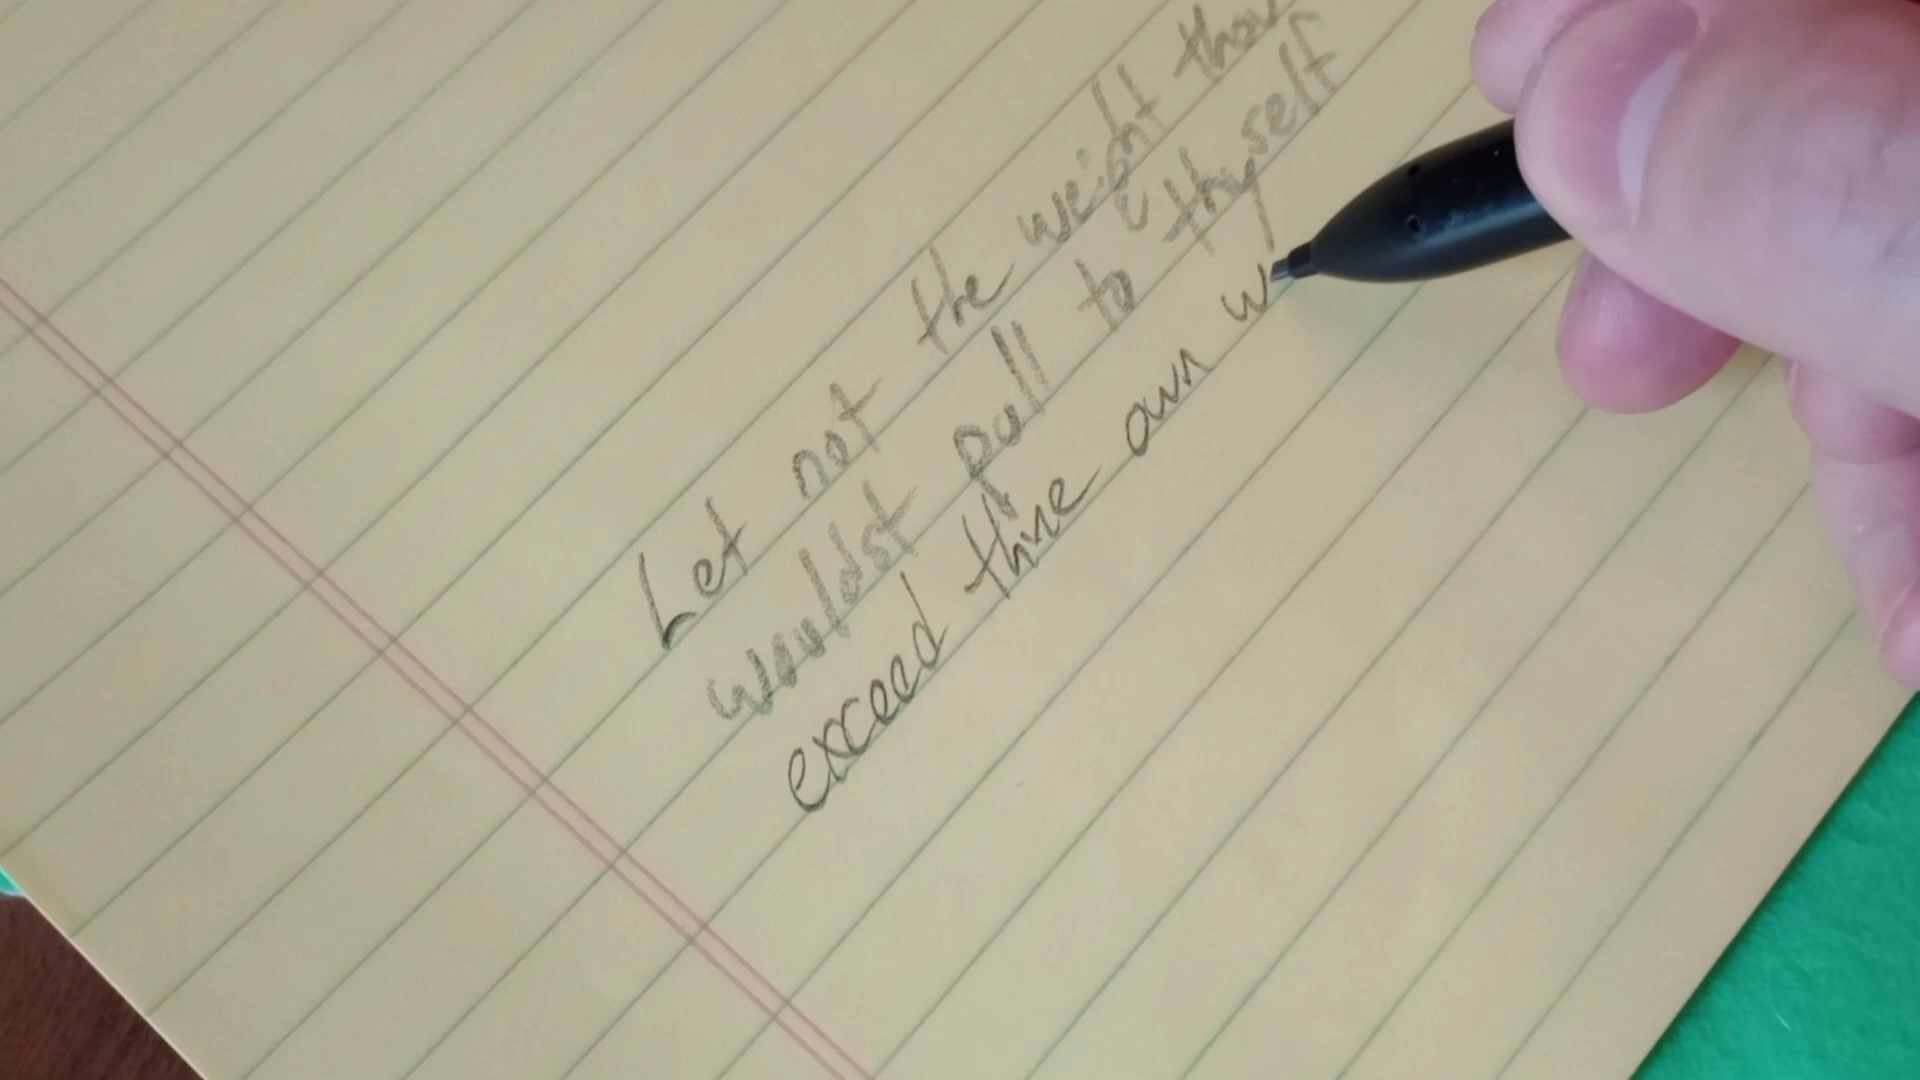 Let not the weight thou
wouldst pull to thyself
exceed thine own w